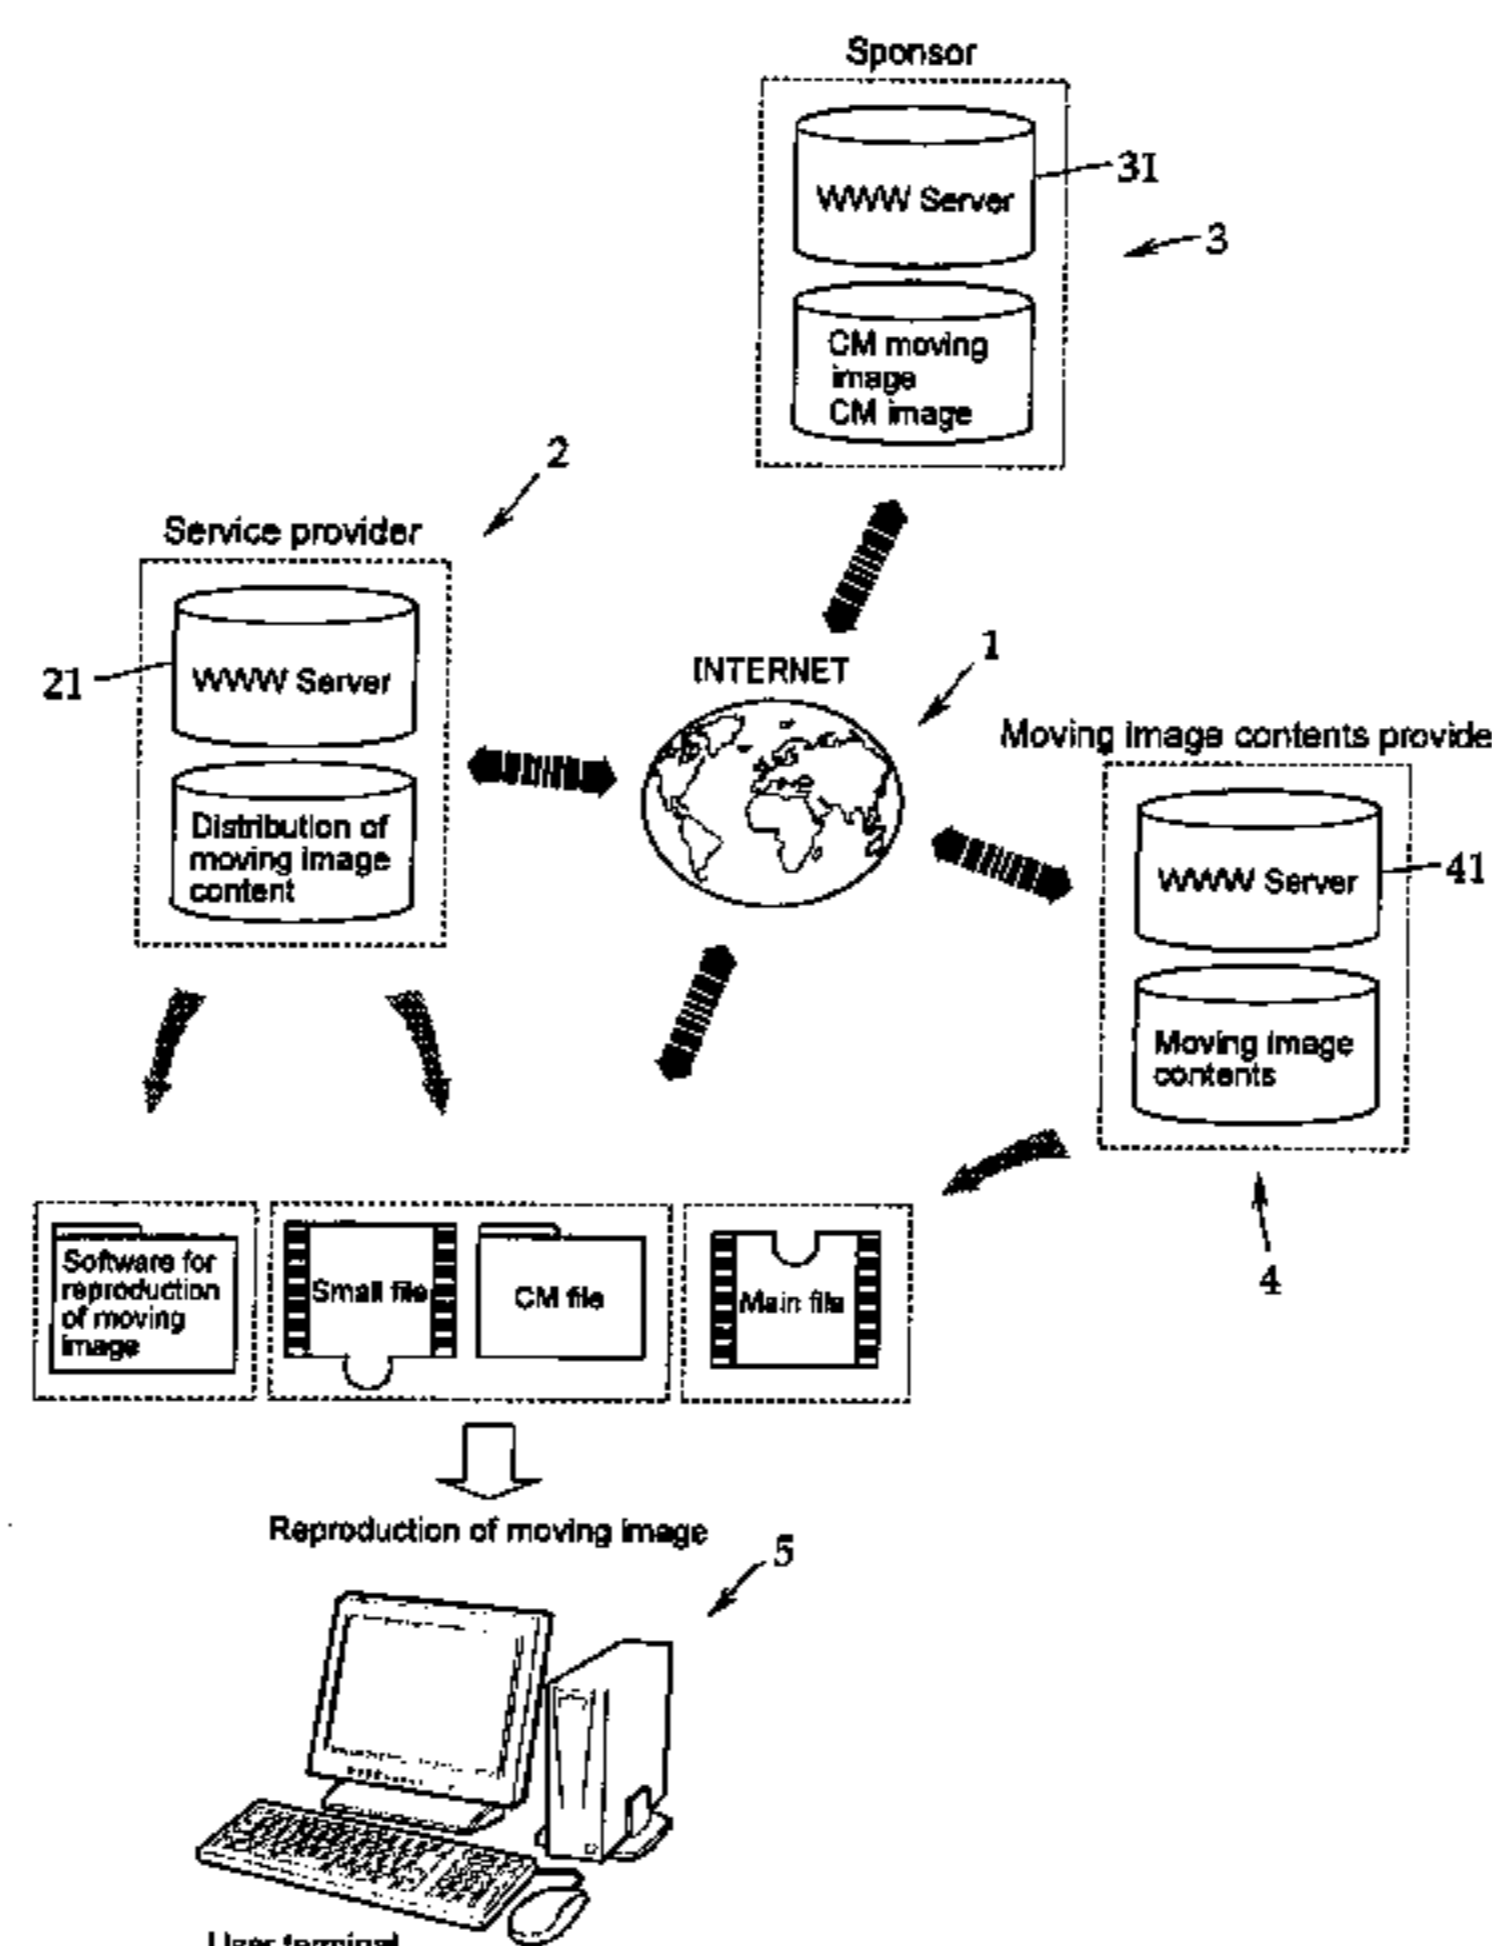 Sponsor
WWW Server
31
3
CM moving
image
CM image
2
Service provider
WWW Server
21
Distribution of
moving image
content
INTERNET
1
Moving image contents provide
WWW Server
41
Moving image
contents
4
Software for
reproduction
of moving
image
Small file
CM file
Main file
Reproduction of moving image
5
User terminal